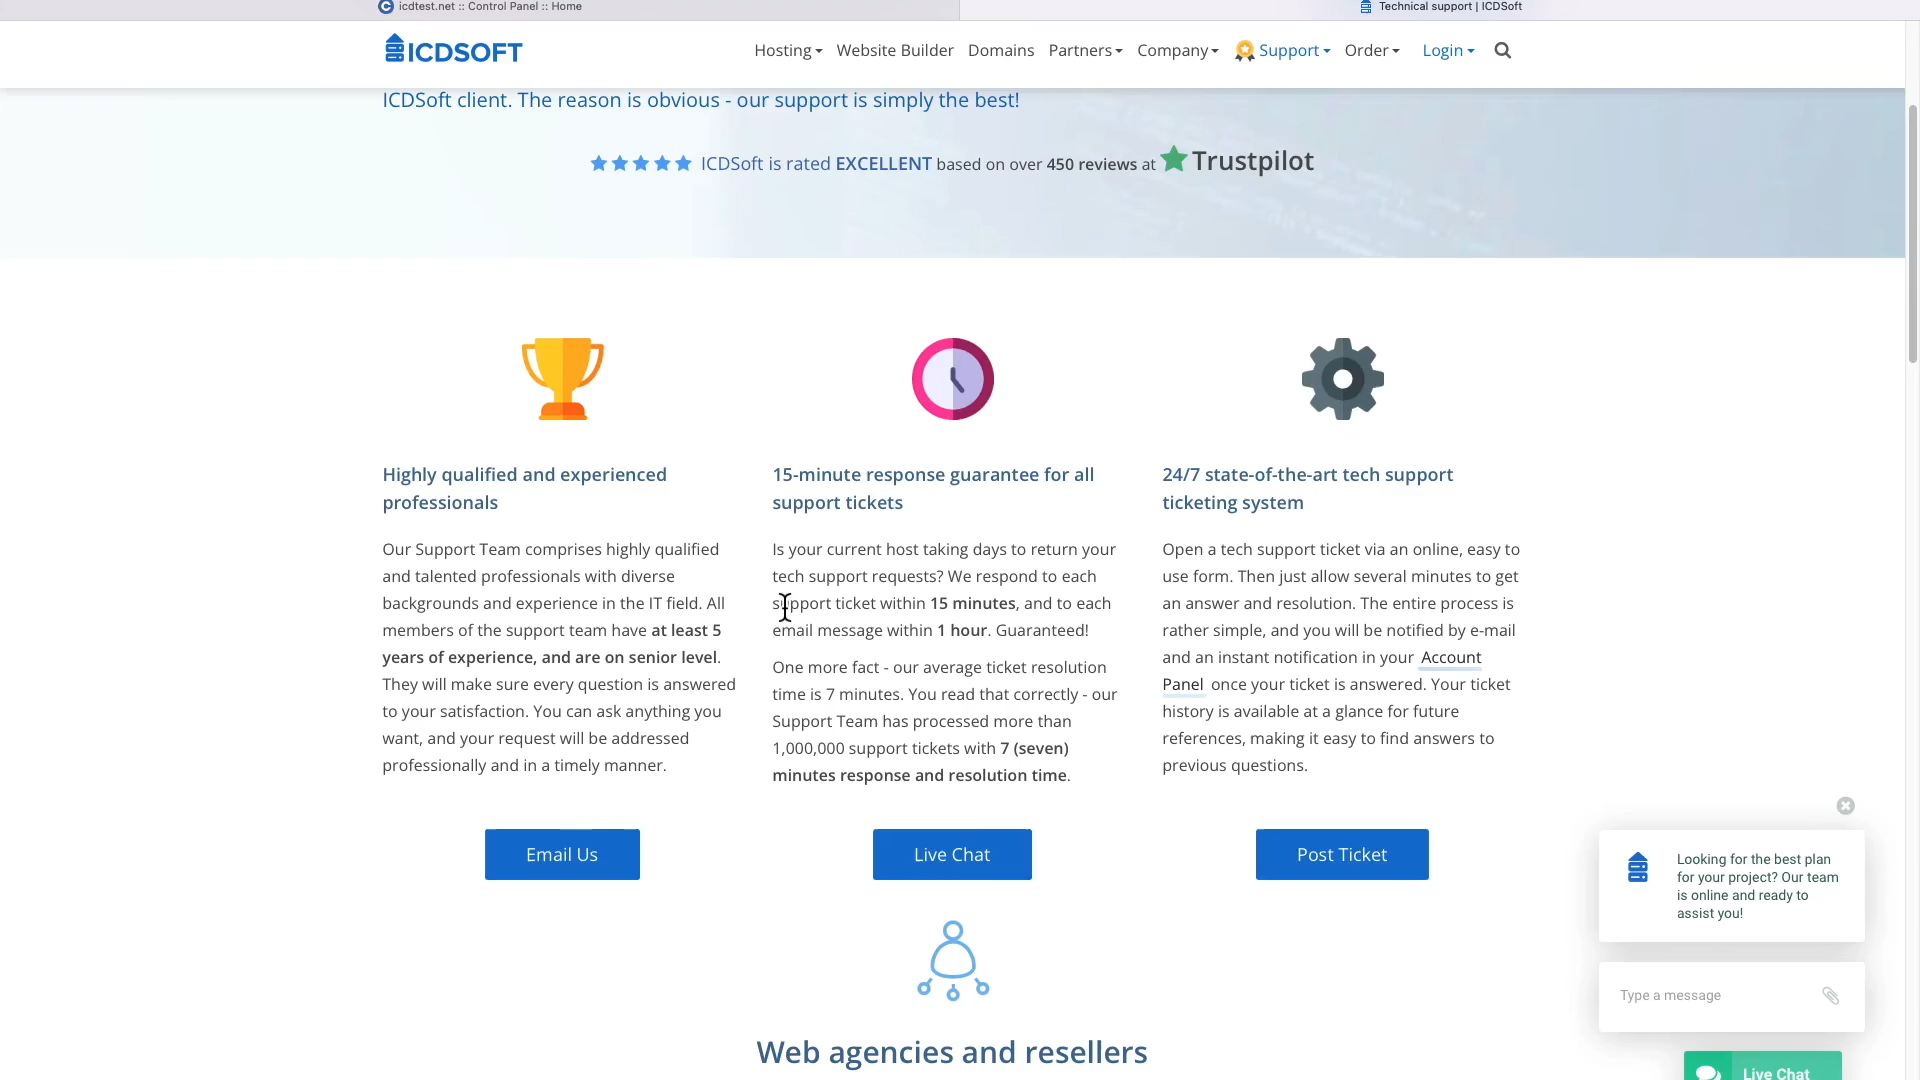 icdtest.net :: Control Panel :: Home
Technical support | ICDSoft
ICDSOFT
Hosting
Website Builder
Domains
Partners
Company
Support
Order
Login
ICDSoft client. The reason is obvious - our support is simply the best!
ICDSoft is rated EXCELLENT based on over 450 reviews at Trustpilot
Highly qualified and experienced
professionals
Our Support Team comprises highly qualified
and talented professionals with diverse
backgrounds and experience in the IT field. All
members of the support team have at least 5
years of experience, and are on senior level.
They will make sure every question is answered
to your satisfaction. You can ask anything you
want, and your request will be addressed
professionally and in a timely manner.
Email Us
15-minute response guarantee for all
support tickets
Is your current host taking days to return your
tech support requests? We respond to each
support ticket within 15 minutes, and to each
email message within 1 hour. Guaranteed!
One more fact - our average ticket resolution
time is 7 minutes. You read that correctly - our
Support Team has processed more than
1,000,000 support tickets with 7 (seven)
minutes response and resolution time.
Live Chat
24/7 state-of-the-art tech support
ticketing system
Open a tech support ticket via an online, easy to
use form. Then just allow several minutes to get
an answer and resolution. The entire process is
rather simple, and you will be notified by e-mail
and an instant notification in your Account
Panel once your ticket is answered. Your ticket
history is available at a glance for future
references, making it easy to find answers to
previous questions.
Post Ticket
Web agencies and resellers
Looking for the best plan
for your project? Our team
is online and ready to
assist you!
Type a message
Live Chat